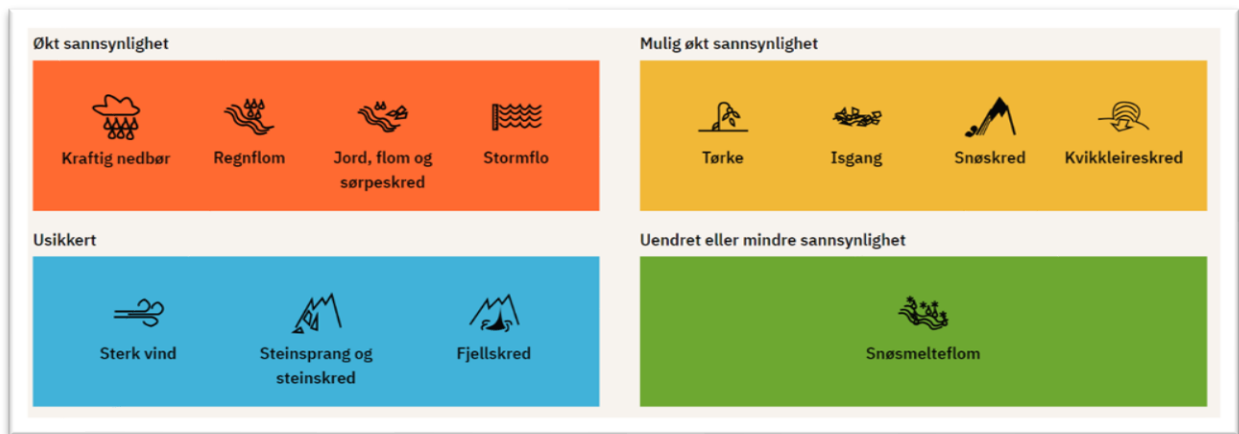 Økt sannsynlighet
Kraftig nedbør
Regnflom
Jord, flom og
sørpeskred
Stormflo
Mulig økt sannsynlighet
Tørke
Isgang
Snøskred
Kvikkleireskred
Usikkert
Sterk vind
Steinsprang og
steinskred
Fjellskred
Uendret eller mindre sannsynlighet
Snøsmelteflom